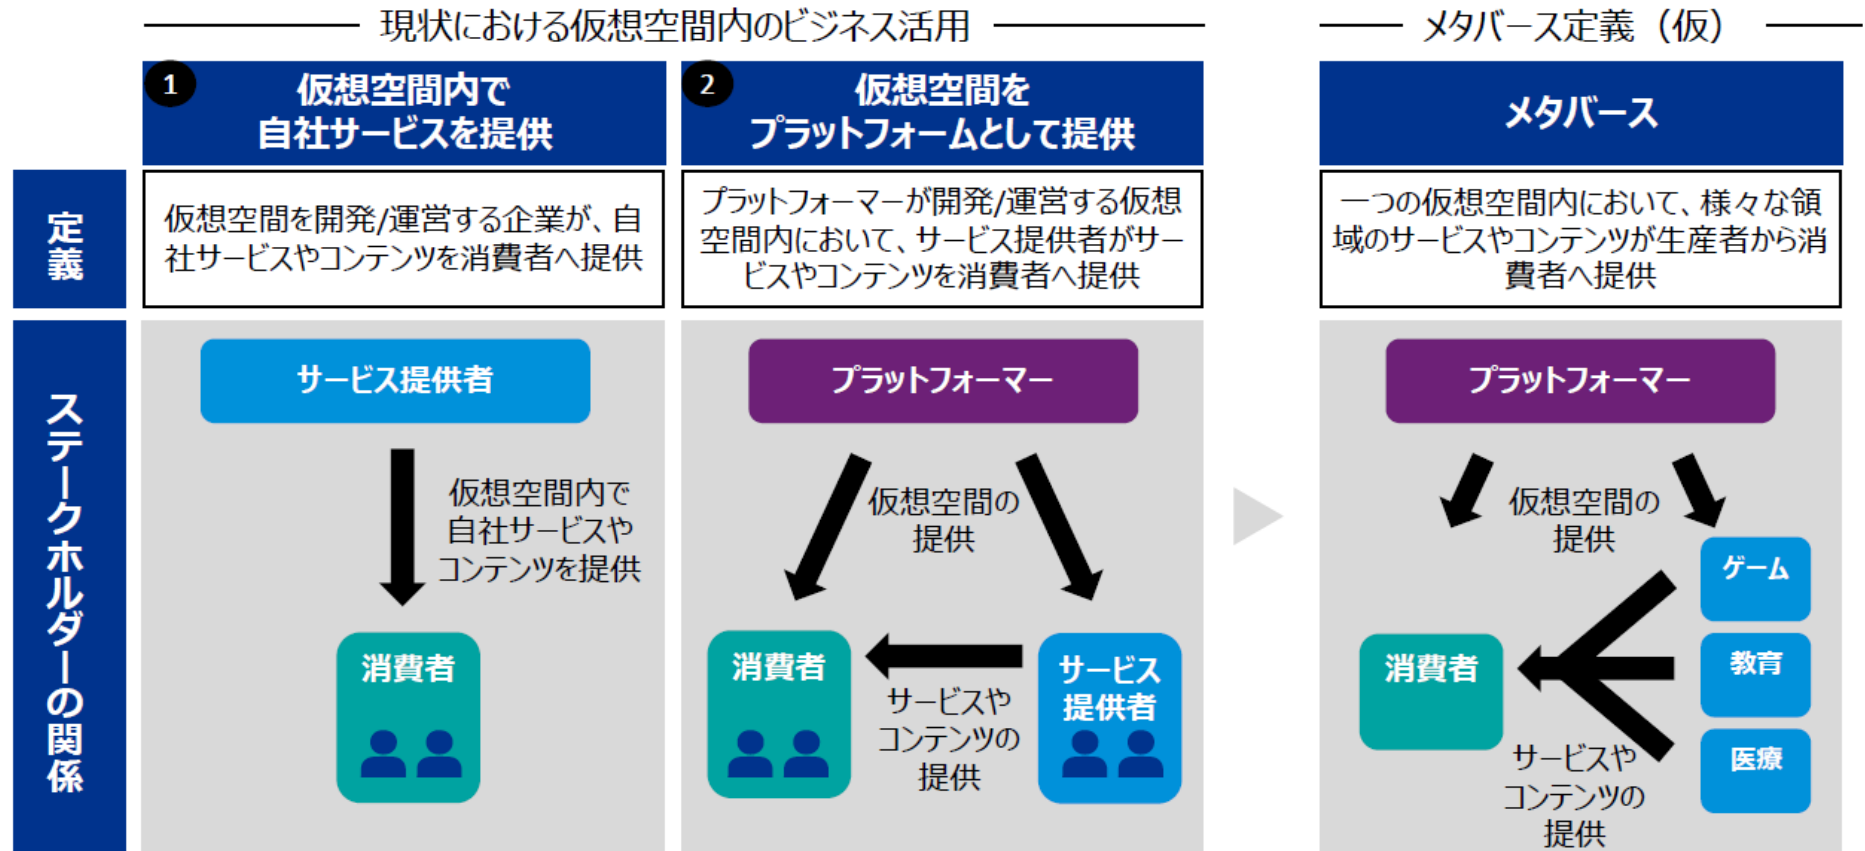 現状における仮想空間内のビジネス活用
メタバース定義（仮）
1
仮想空間内で
自社サービスを提供
2
仮想空間を
プラットフォームとして提供
メタバース
定義
仮想空間を開発/運営する企業が、自
社サービスやコンテンツを消費者へ提供
プラットフォーマーが開発/運営する仮想
空間内において、サービス提供者がサー
ビスやコンテンツを消費者へ提供
一つの仮想空間内において、様々な領
域のサービスやコンテンツが生産者から消
費者へ提供
ステークホルダーの関係
サービス提供者
仮想空間内で
自社サービスや
コンテンツを提供
消費者
プラットフォーマー
仮想空間の
提供
消費者
サービス
提供者
サービスや
コンテンツの
提供
プラットフォーマー
仮想空間の
提供
ゲーム
教育
医療
消費者
サービスや
コンテンツの
提供